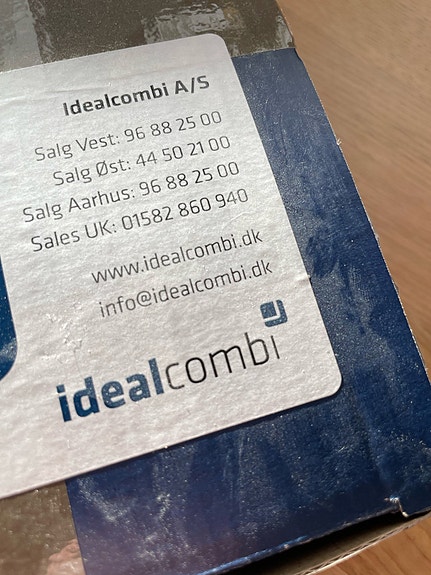 Idealcombi A/S
Salg Vest: 96 88 25 00
Salg Øst: 44 50 21 00
Salg Aarhus: 96 88 25 00
Sales UK: 01582 860 940
www.idealcombi.dk
info@idealcombi.dk
idealcombi